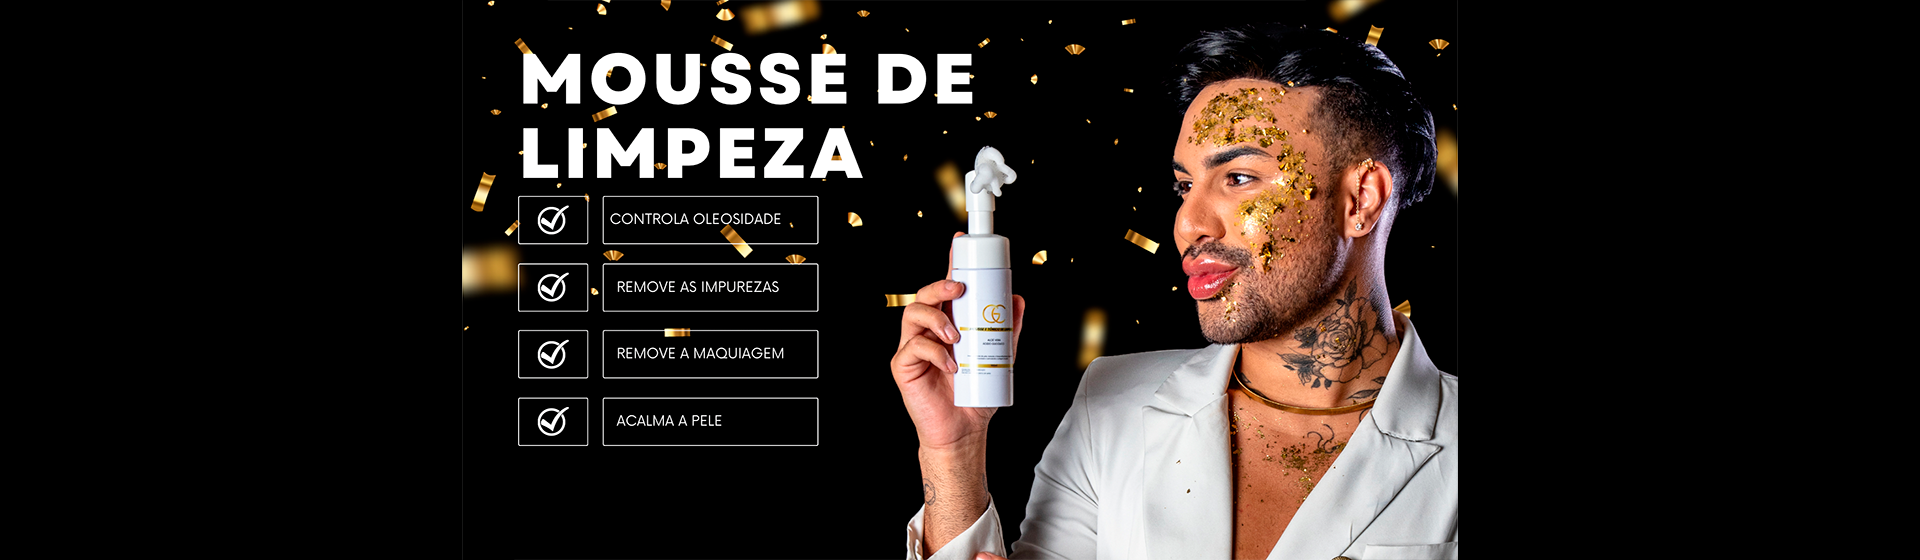 MOUSSE DE
LIMPEZA
CONTROLA OLEOSIDADE
REMOVE AS IMPUREZAS
REMOVE A MAQUIAGEM
ACALMA A PELE